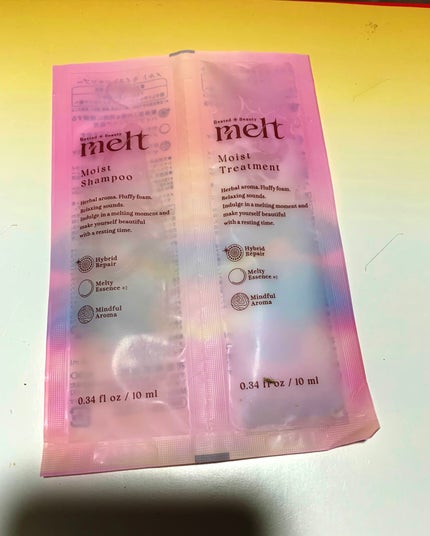 Rested + Beauty
melt
Moist
Shampoo
Herbal aroma. Fluffy foam.
Relaxing sounds.
Indulge in a melting moment and
make yourself beautiful
with a resting time.
Hybrid
Repair
Melty
Essence *2
Mindful
Aroma
0.34 fl oz / 10 ml
Rested + Beauty
melt
Moist
Treatment
Herbal aroma. Fluffy foam.
Relaxing sounds.
Indulge in a melting moment and
make yourself beautiful
with a resting time.
Hybrid
Repair
Melty
Essence *2
Mindful
Aroma
0.34 fl oz / 10 ml